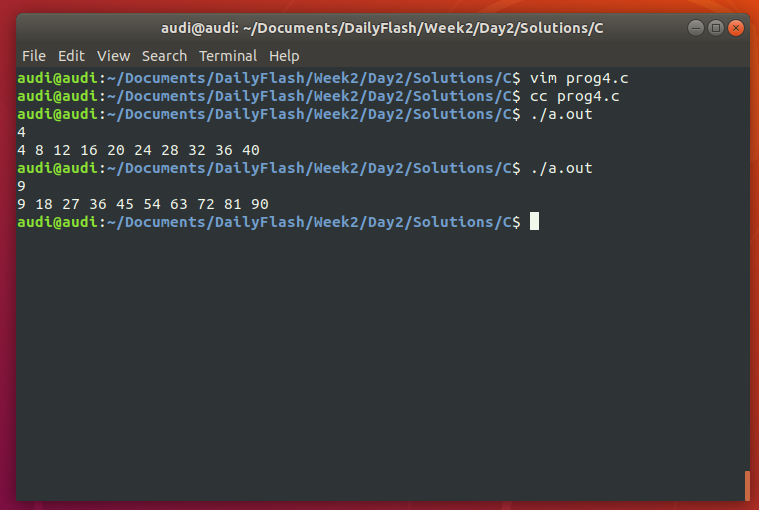 audi@audi: ~/Documents/DailyFlash/Week2/Day2/Solutions/C
File Edit View Search Terminal Help
audi@audi:~/Documents/DailyFlash/Week2/Day2/Solutions/C$ vim prog4.c
audi@audi:~/Documents/DailyFlash/Week2/Day2/Solutions/C$ cc prog4.c
audi@audi:~/Documents/DailyFlash/Week2/Day2/Solutions/C$ ./a.out
4
4 8 12 16 20 24 28 32 36 40
audi@audi:~/Documents/DailyFlash/Week2/Day2/Solutions/C$ ./a.out
9
9 18 27 36 45 54 63 72 81 90
audi@audi:~/Documents/DailyFlash/Week2/Day2/Solutions/C$